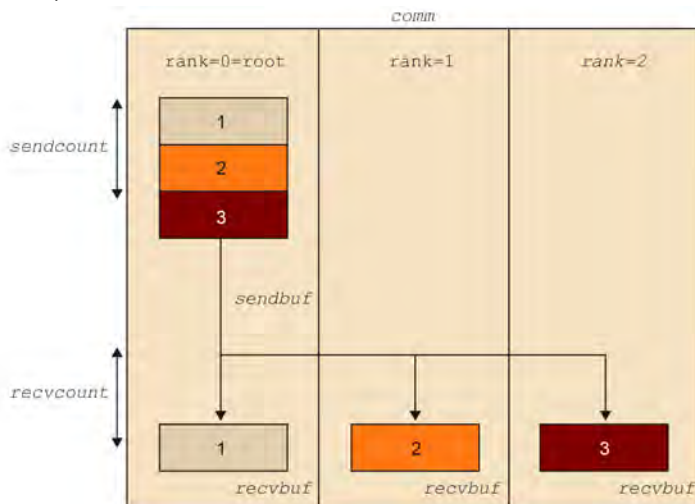 comm
rank=0=root rank=1 rank=2
1
sendcount
2
3
sendbuf
recvcount
1 2 3
recvbuf recvbuf recvbuf